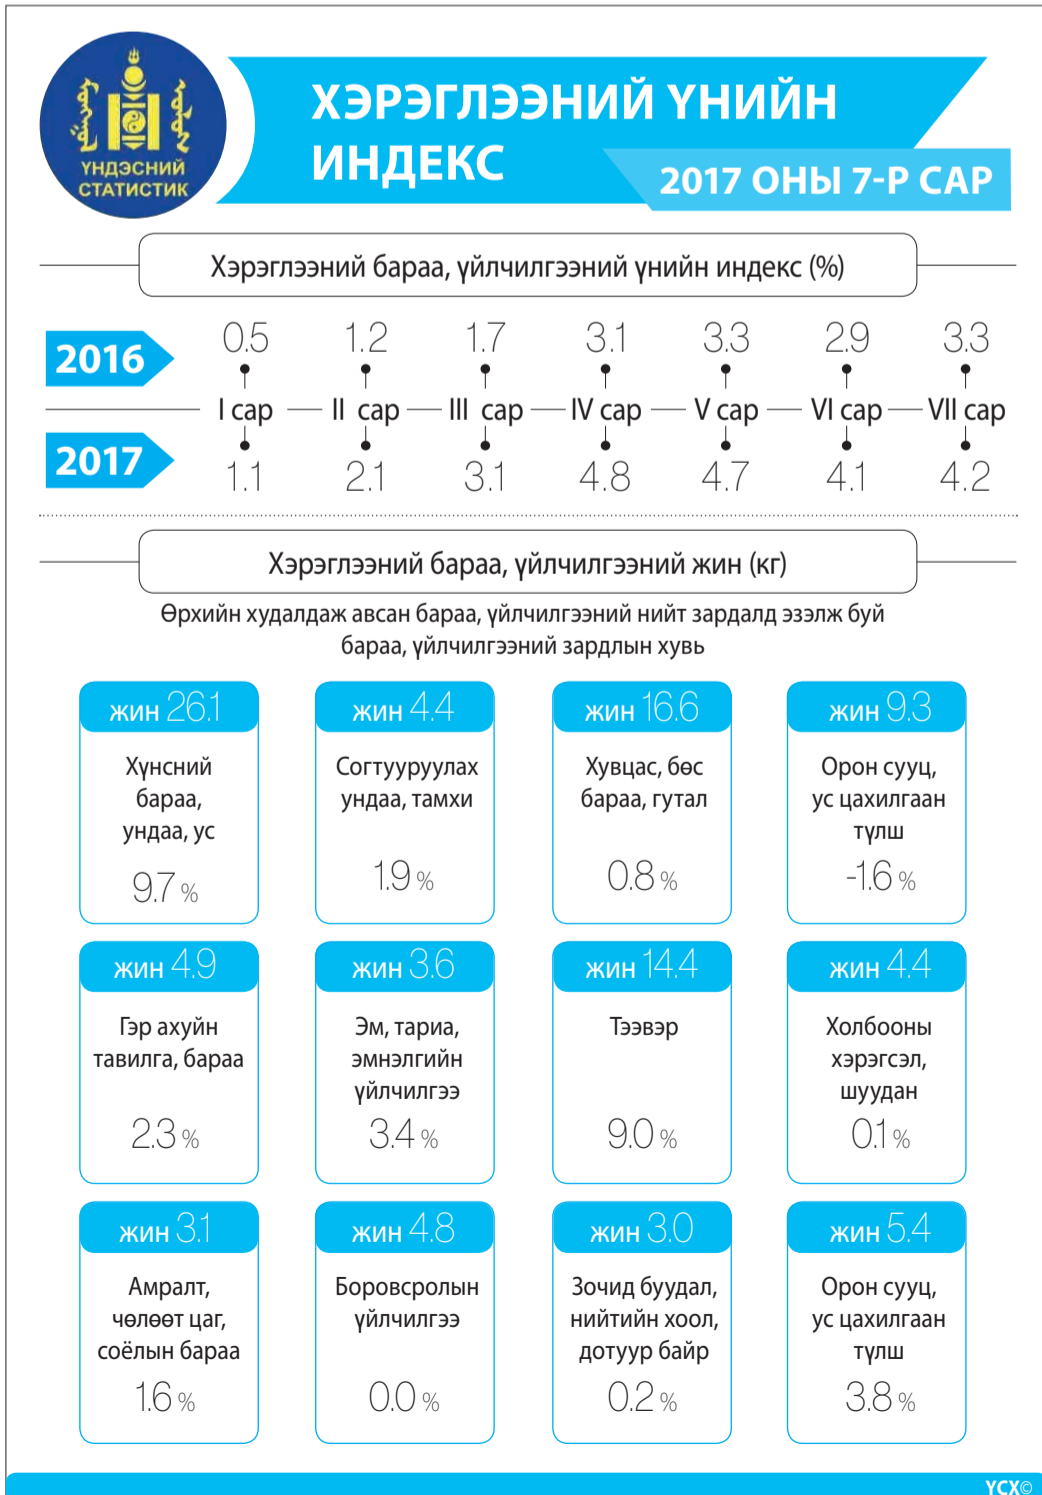 ҮНДЭСНИЙ
СТАТИСТИК
ХЭРЭГЛЭЭНИЙ ҮНИЙН
ИНДЕКС
2017 ОНЫ 7-Р САР
Хэрэглээний бараа, үйлчилгээний үнийн индекс (%)
2016
0.5 1.2 1.7 3.1 3.3 2.9 3.3
I сар II сар III сар IV сар V сар VI сар VII сар
2017
1.1 2.1 3.1 4.8 4.7 4.1 4.2
Хэрэглээний бараа, үйлчилгээний жин (кг)
Өрхийн худалдаж авсан бараа, үйлчилгээний нийт зардалд эзэлж буй
бараа, үйлчилгээний зардлын хувь
жин 26.1
Хүнсний
бараа,
ундаа, ус
9.7 %
жин 4.4
Согтууруулах
ундаа, тамхи
1.9 %
жин 16.6
Хувцас, бөс
бараа, гутал
0.8 %
жин 9.3
Орон сууц,
ус цахилгаан
түлш
-1.6 %
жин 4.9
Гэр ахуйн
тавилга, бараа
2.3 %
жин 3.6
Эм, тариа,
эмнэлгийн
үйлчилгээ
3.4 %
жин 14.4
Тээвэр
9.0 %
жин 4.4
Холбооны
хэрэгсэл,
шуудан
0.1 %
жин 3.1
Амралт,
чөлөөт цаг,
соёлын бараа
1.6 %
жин 4.8
Боровсролын
үйлчилгээ
0.0 %
жин 3.0
Зочид буудал,
нийтийн хоол,
дотуур байр
0.2 %
жин 5.4
Орон сууц,
ус цахилгаан
түлш
3.8 %
ҮСХ©